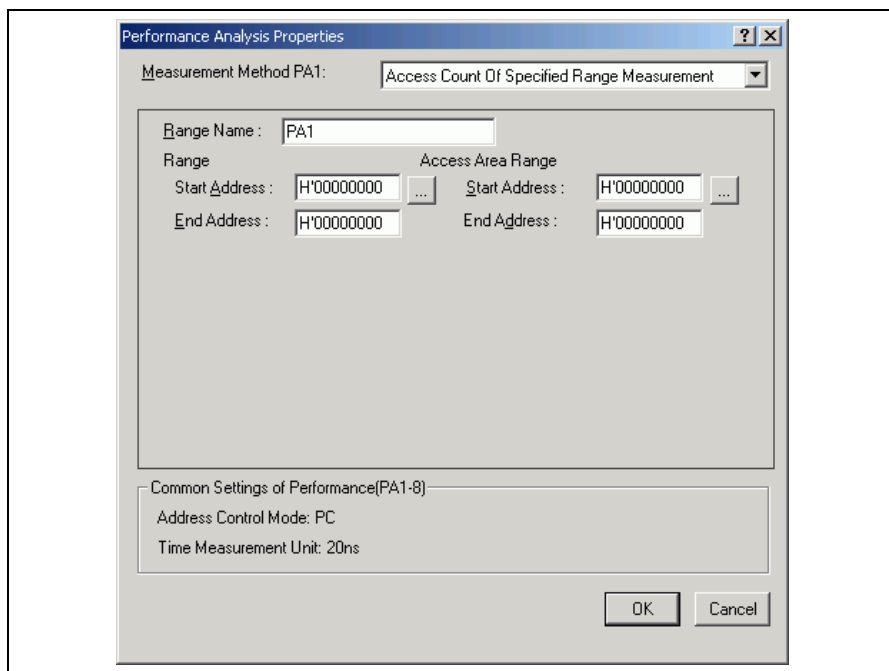 Performance Analysis Properties
Measurement Method PA1: Access Count Of Specified Range Measurement
Range Name : PA1
Range Access Area Range
Start Address : H'00000000 ... Start Address : H'00000000 ...
End Address : H'00000000 End Address : H'00000000
Common Settings of Performance(PA1-8)
Address Control Mode: PC
Time Measurement Unit: 20ns
OK Cancel